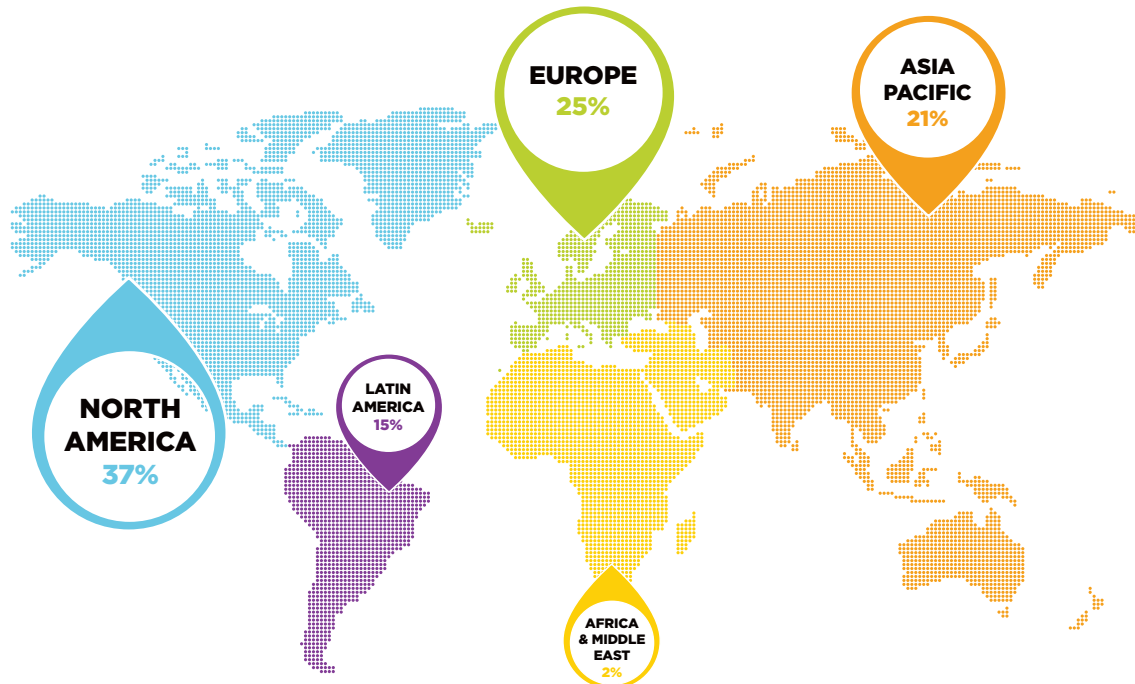 EUROPE
25%
ASIA
PACIFIC
21%
NORTH
AMERICA
37%
LATIN
AMERICA
15%
AFRICA
& MIDDLE
EAST
2%